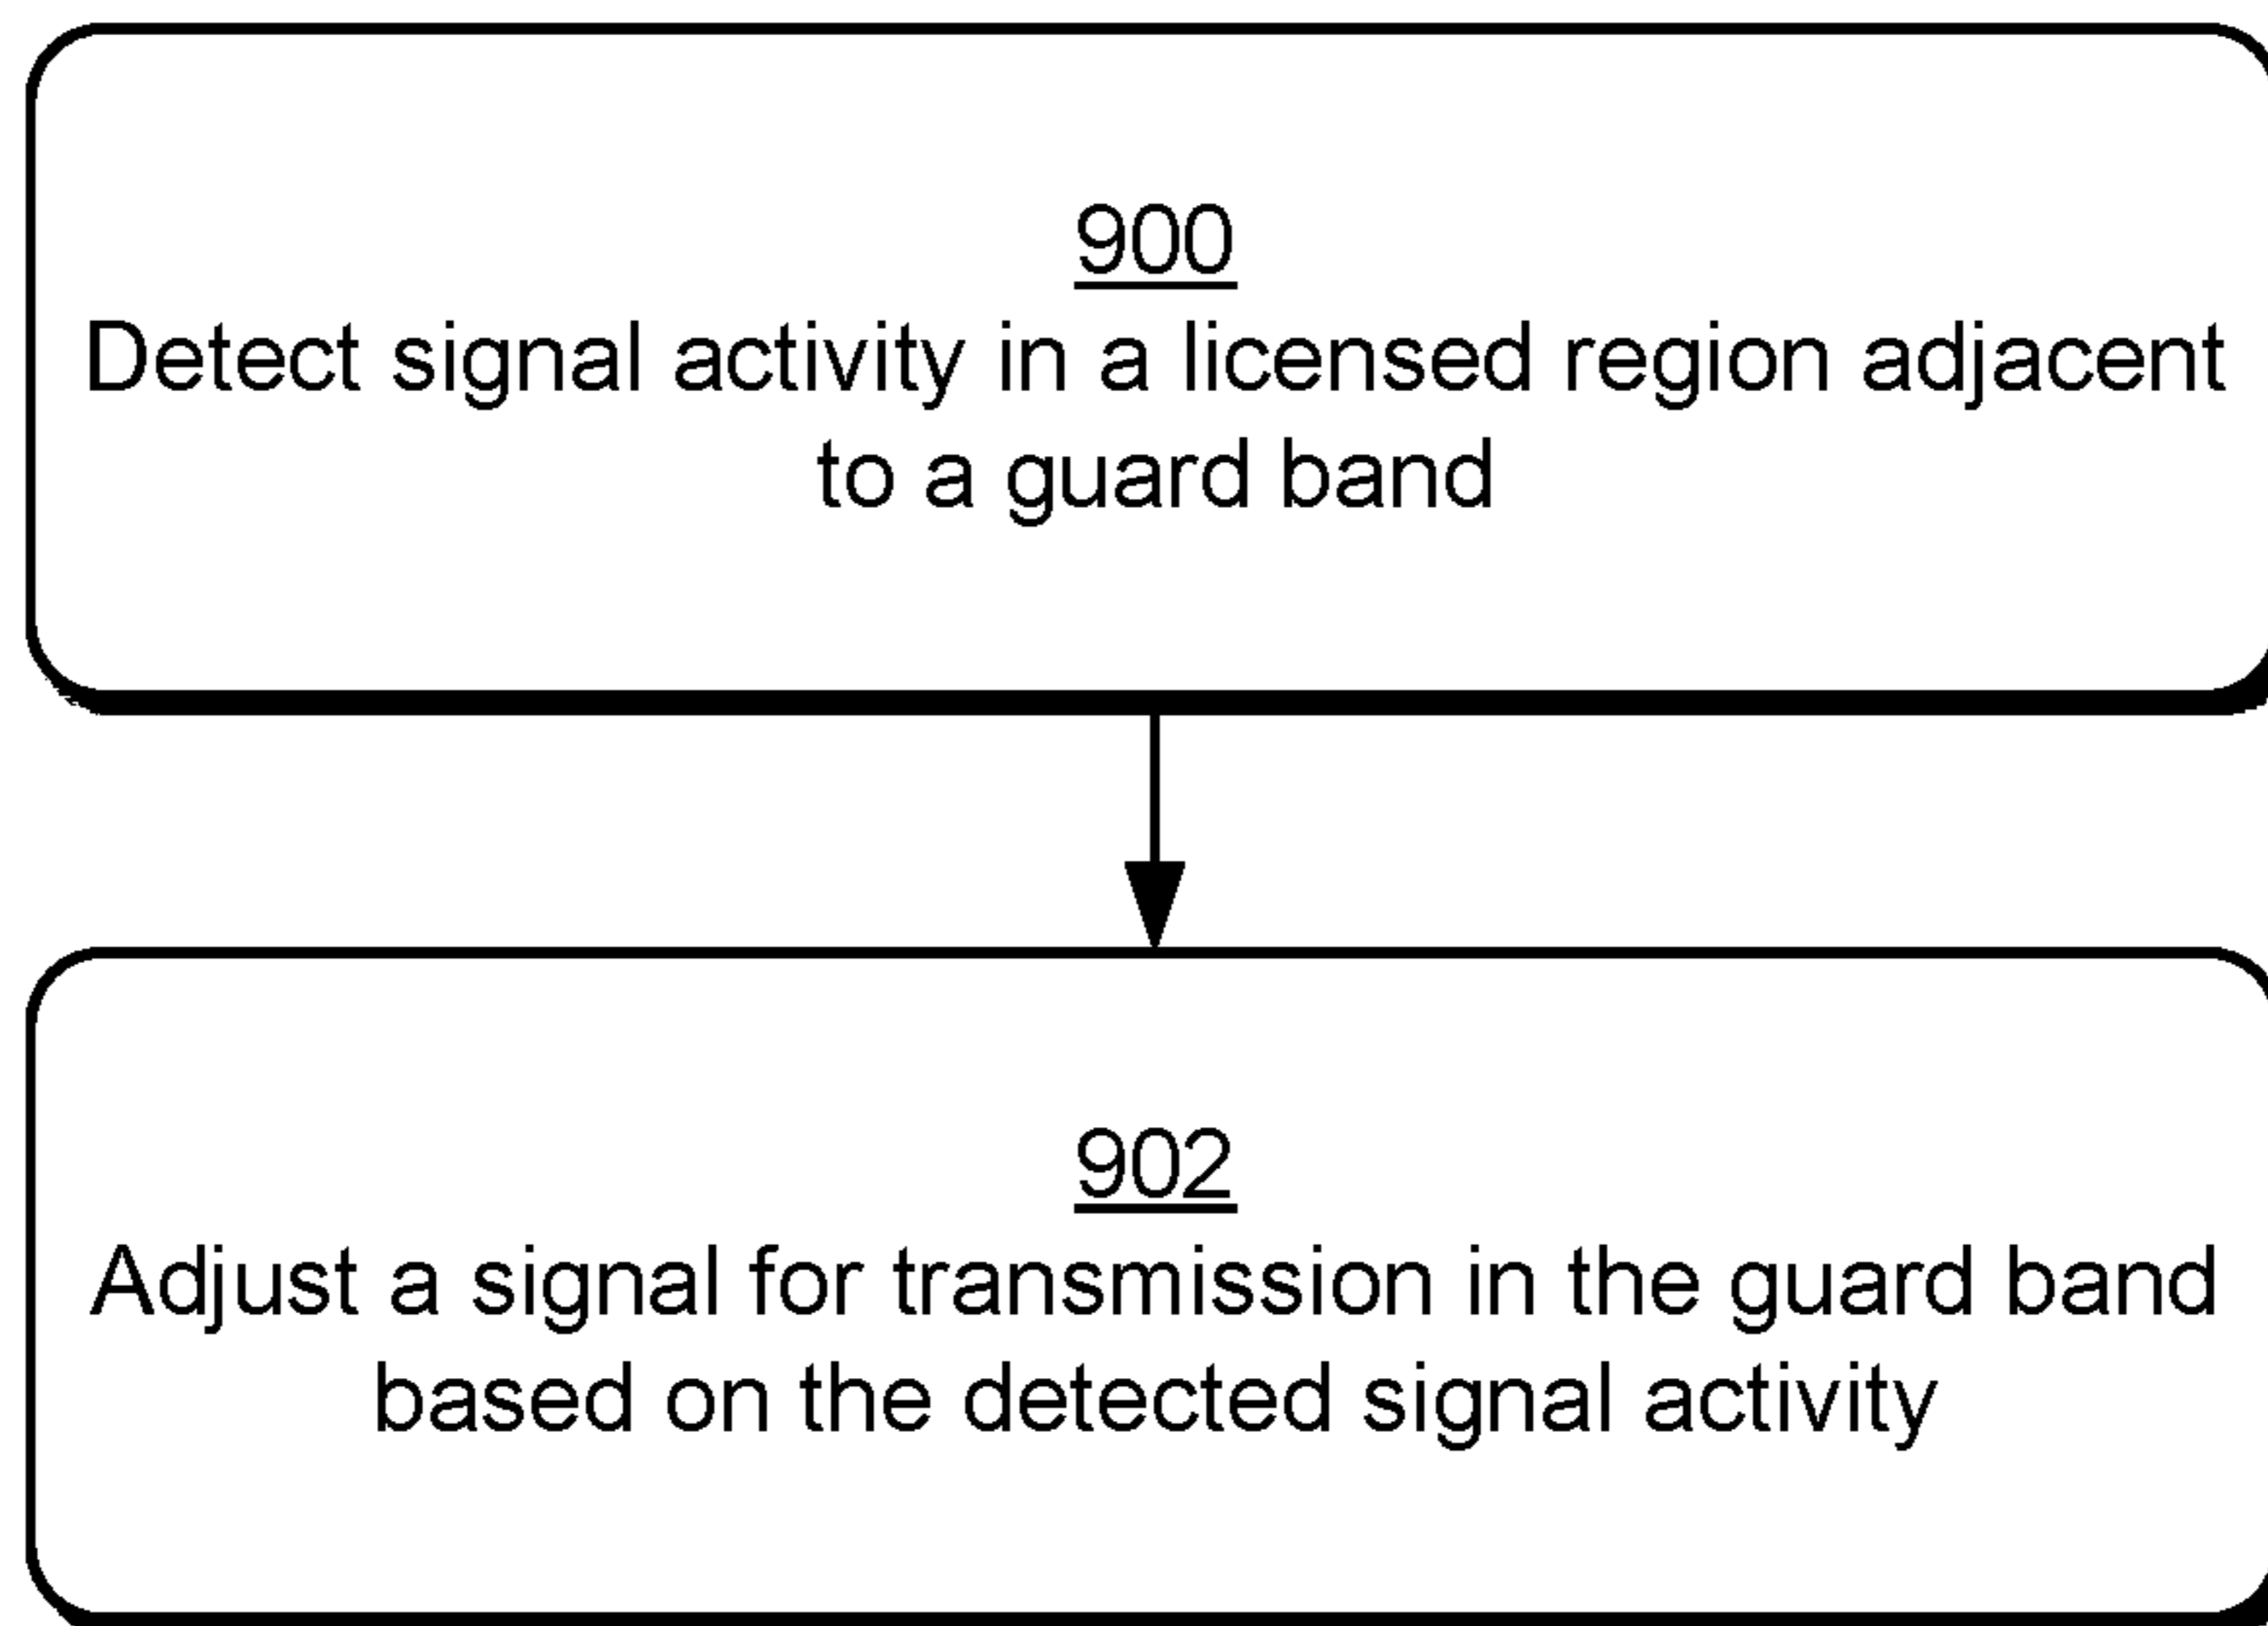 900
Detect signal activity in a licensed region adjacent
to a guard band
902
Adjust a signal for transmission in the guard band
based on the detected signal activity